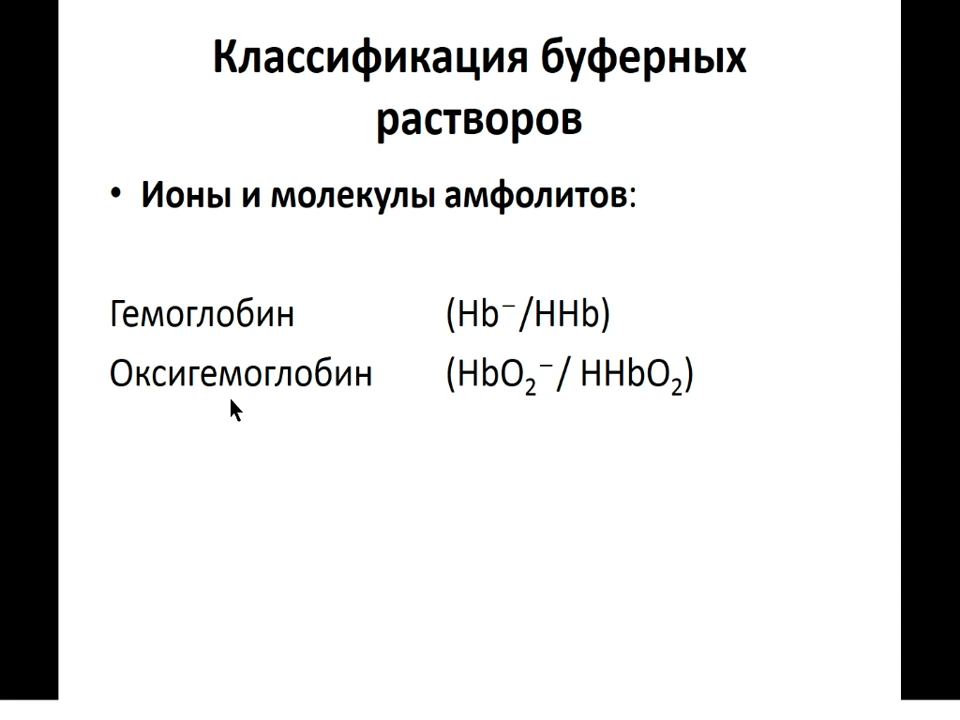 Классификация буферных
растворов
• Ионы и молекулы амфолитов:
Гемоглобин (Hb⁻/HHb)
Оксигемоглобин (HbO₂⁻/ HHbO₂)